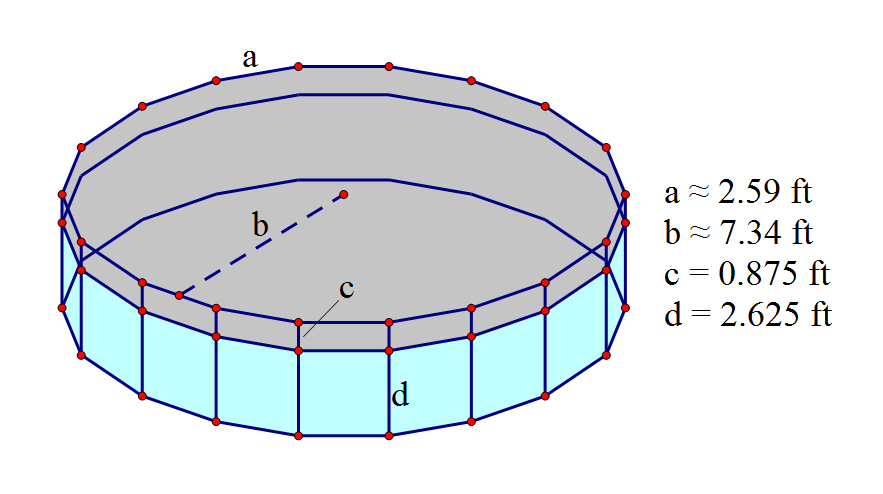 a
b
c
d
a ≈ 2.59 ft
b ≈ 7.34 ft
c = 0.875 ft
d = 2.625 ft